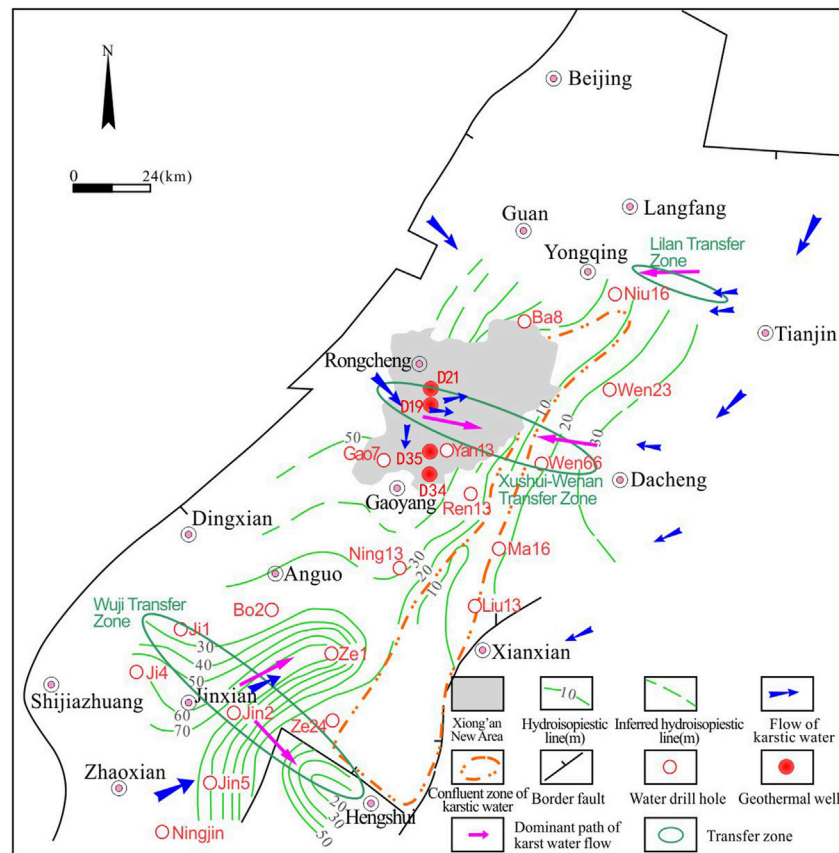 N
0 24(km)
Beijing
Langfang
Guan
Yongqing
Lilan Transfer
Zone
Niu16
Ba8
Tianjin
Rongcheng
D21
Wen23
D19
10
20
30
50
Gao7
D35
Yan13
Wen66
Xushui-Wenan
Transfer Zone
Dacheng
D34
Gaoyang
Ren13
Dingxian
Ma16
Ning13
30
20
10
Anguo
Wuji Transfer
Zone
Bo2
Liu13
Ji1
30
40
50
60
70
Ze1
Xianxian
Ji4
Shijiazhuang
Jinxian
Jin2
Ze24
Zhaoxian
Jin5
20
30
50
Hengshui
Ningjin
Xiong'an
New Area
10
Hydroisopiestic
line(m)
Inferred hydroisopiestic
line(m)
Flow of
karstic water
Confluent zone of
karstic water
Border fault
Water drill hole
Geothermal well
Dominant path of
karst water flow
Transfer zone